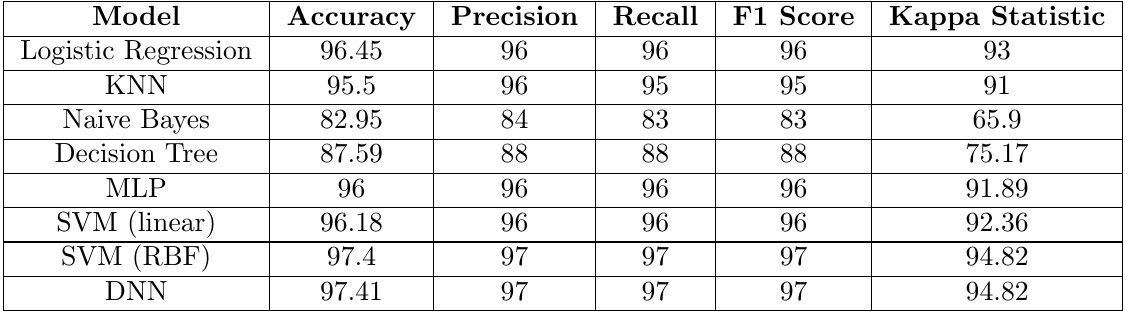 Model Accuracy Precision Recall F1 Score Kappa Statistic
Logistic Regression 96.45 96 96 96 93
KNN 95.5 96 95 95 91
Naive Bayes 82.95 84 83 83 65.9
Decision Tree 87.59 88 88 88 75.17
MLP 96 96 96 96 91.89
SVM (linear) 96.18 96 96 96 92.36
SVM (RBF) 97.4 97 97 97 94.82
DNN 97.41 97 97 97 94.82